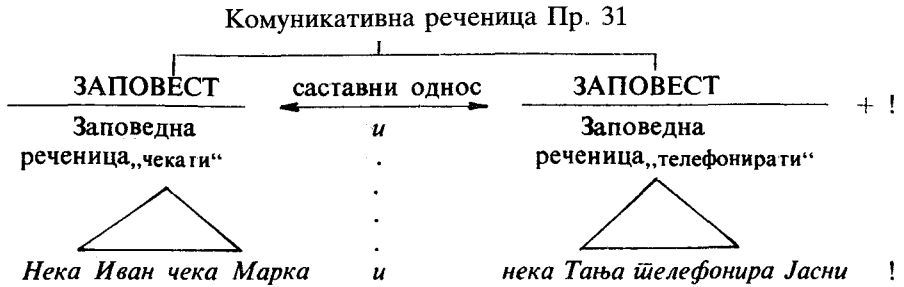 Комуникативна реченица Пр. 31
ЗАПОВЕСТ саставни однос ЗАПОВЕСТ + !
Заповедна и Заповедна
реченица„чекати“ . реченица„телефонирати“
Нека Иван чека Марка и нека Тања телефонира Јасни !